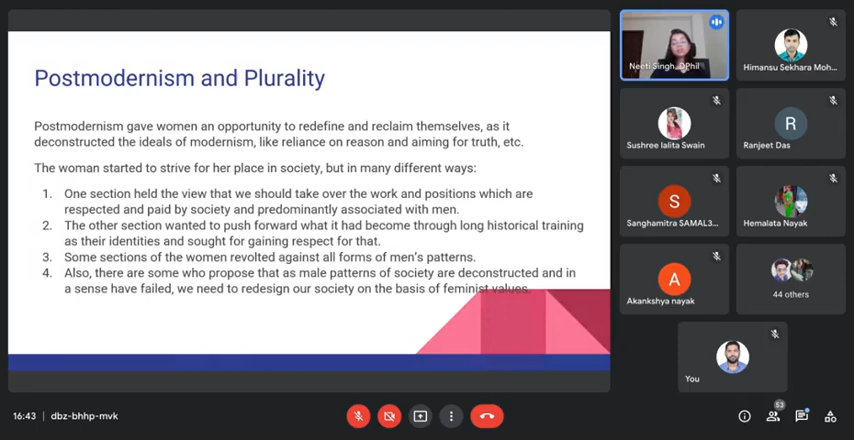 Postmodernism and Plurality
Postmodernism gave women an opportunity to redefine and reclaim themselves, as it
deconstructed the ideals of modernism, like reliance on reason and aiming for truth, etc.
The woman started to strive for her place in society, but in many different ways:
1. One section held the view that we should take over the work and positions which are
respected and paid by society and predominantly associated with men.
2. The other section wanted to push forward what it had become through long historical training
as their identities and sought for gaining respect for that.
3. Some sections of the women revolted against all forms of men's patterns.
4. Also, there are some who propose that as male patterns of society are deconstructed and in
a sense have failed, we need to redesign our society on the basis of feminist values.
Neeti Singh, DPhil
Himansu Sekhara Moh...
Sushree lalita Swain
R
Ranjeet Das
S
Sanghamitra SAMAL3...
Hemalata Nayak
A
Akankshya nayak
44 others
You
16:43 | dbz-bhhp-mvk
53